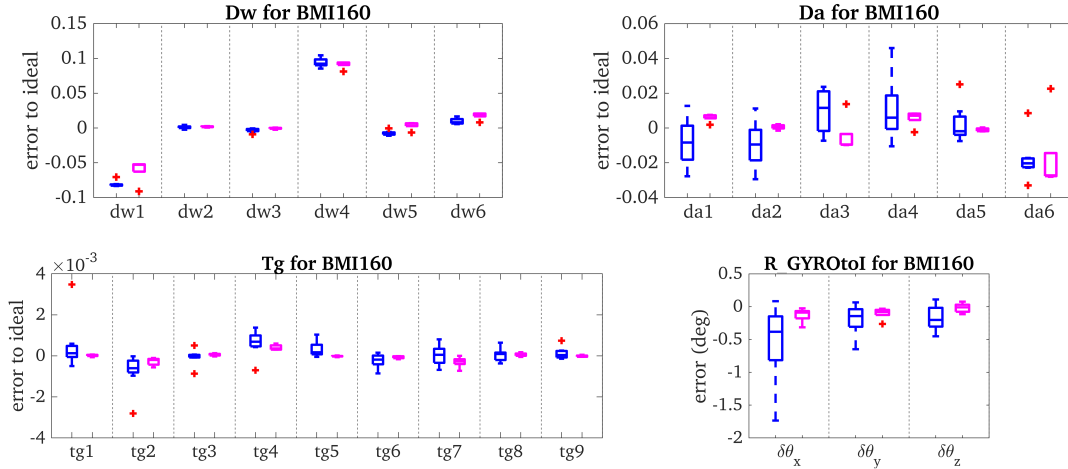 Dw for BMI160
error to ideal
0.15
0.1
0.05
0
-0.05
-0.1
dw1 dw2 dw3 dw4 dw5 dw6
Da for BMI160
error to ideal
0.06
0.04
0.02
0
-0.02
-0.04
da1 da2 da3 da4 da5 da6
Tg for BMI160
×10⁻³
error to ideal
4
2
0
-2
-4
tg1 tg2 tg3 tg4 tg5 tg6 tg7 tg8 tg9
R_GYROtoI for BMI160
error (deg)
0.5
0
-0.5
-1
-1.5
-2
δθx δθy δθz